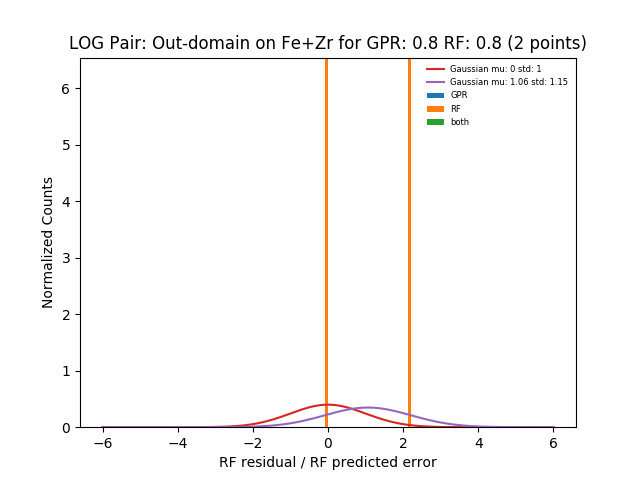 LOG Pair: Out-domain on Fe+Zr for GPR: 0.8 RF: 0.8 (2 points)
Gaussian mu: 0 std: 1
Gaussian mu: 1.06 std: 1.15
GPR
RF
both
Normalized Counts
6
5
4
3
2
1
0
−6 −4 −2 0 2 4 6
RF residual / RF predicted error